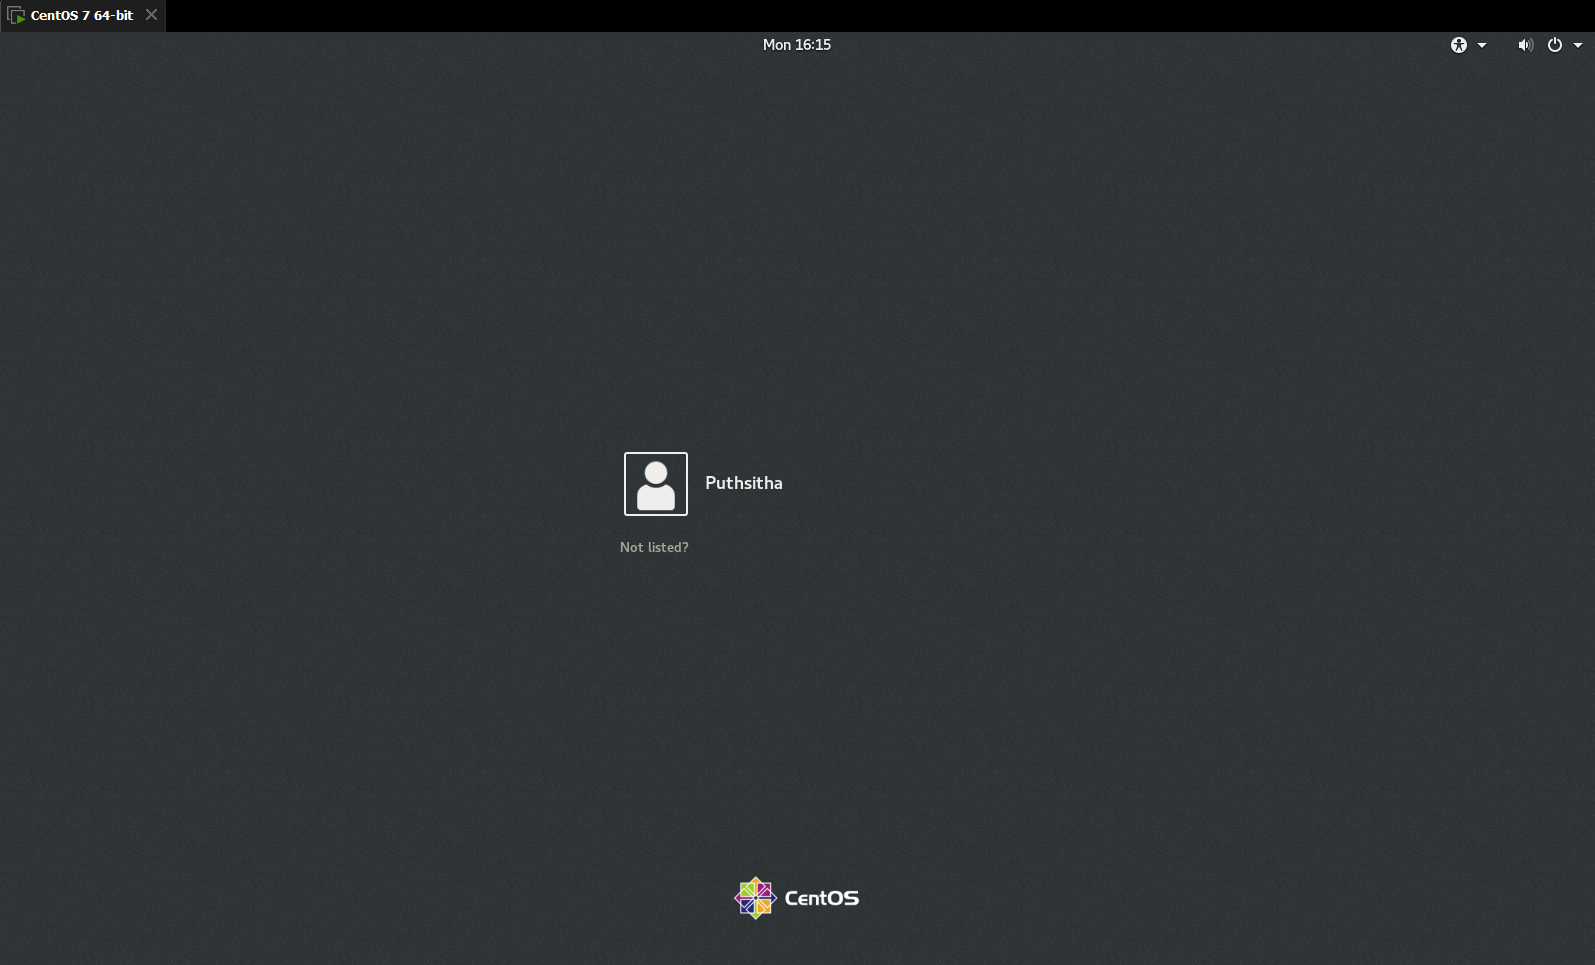 CentOS 7 64-bit
Mon 16:15
Puthsitha
Not listed?
CentOS